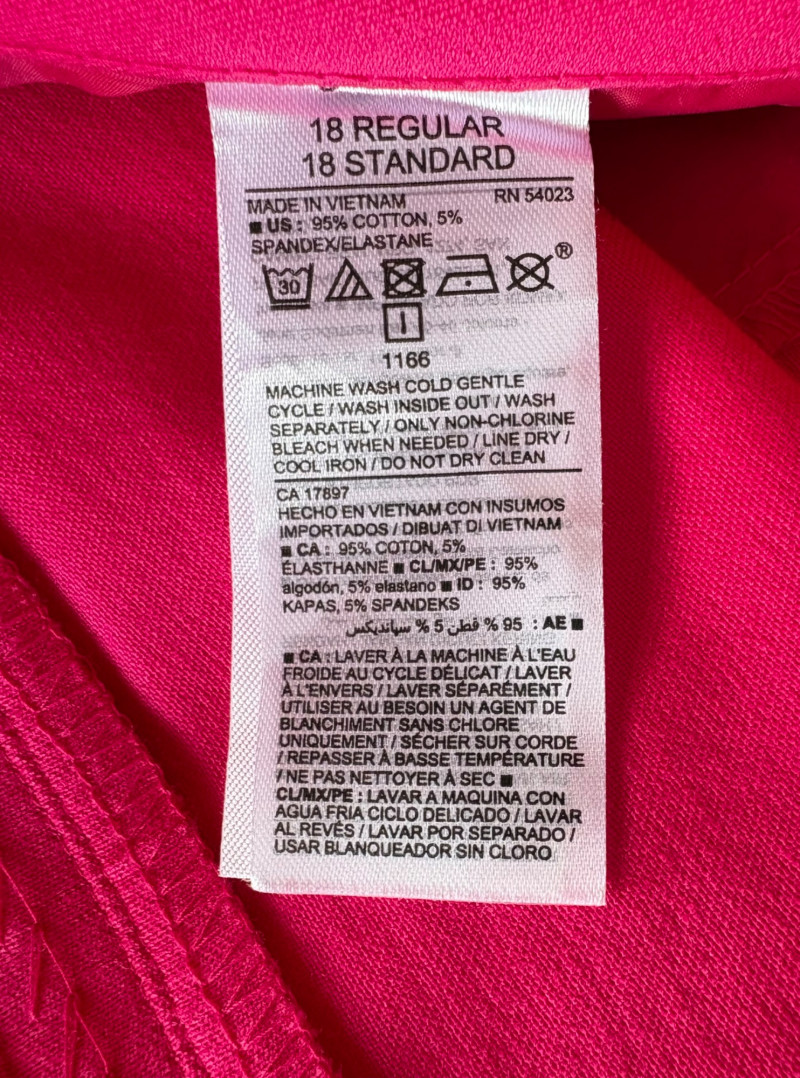 18 REGULAR
18 STANDARD
MADE IN VIETNAM RN 54023
■ US : 95% COTTON, 5%
SPANDEX/ELASTANE
30
®
1166
MACHINE WASH COLD GENTLE
CYCLE / WASH INSIDE OUT / WASH
SEPARATELY / ONLY NON-CHLORINE
BLEACH WHEN NEEDED / LINE DRY /
COOL IRON / DO NOT DRY CLEAN
CA 17897
HECHO EN VIETNAM CON INSUMOS
IMPORTADOS / DIBUAT DI VIETNAM
■ CA : 95% COTON, 5%
ÉLASTHANNE ■ CL/MX/PE : 95%
algodón, 5% elastano ■ ID : 95%
KAPAS, 5% SPANDEKS
■ AE : 95 % قطن 5 % سپاندیکس
■ CA : LAVER À LA MACHINE À L'EAU
FROIDE AU CYCLE DÉLICAT / LAVER
À L'ENVERS / LAVER SÉPARÉMENT /
UTILISER AU BESOIN UN AGENT DE
BLANCHIMENT SANS CHLORE
UNIQUEMENT / SÉCHER SUR CORDE
/ REPASSER À BASSE TEMPÉRATURE
/ NE PAS NETTOYER À SEC ■
CL/MX/PE : LAVAR A MAQUINA CON
AGUA FRIA CICLO DELICADO / LAVAR
AL REVÉS / LAVAR POR SEPARADO /
USAR BLANQUEADOR SIN CLORO